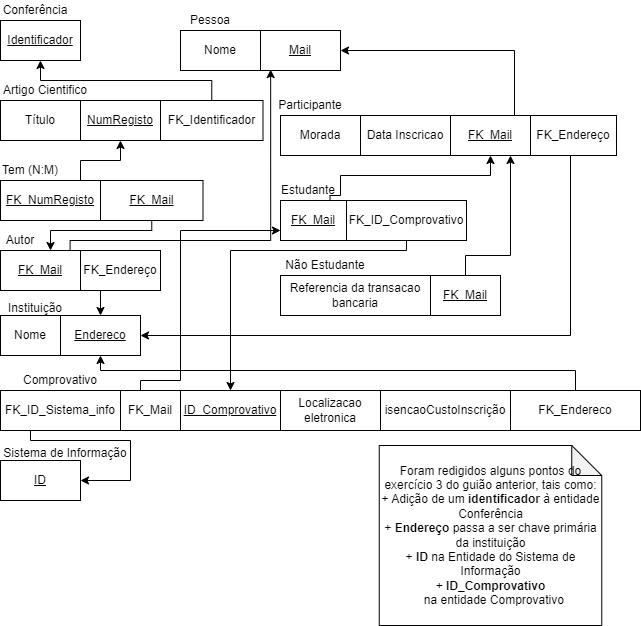 Conferência
Identificador
Pessoa
Nome
Mail
Artigo Cientifico
Título
NumRegisto
FK_Identificador
Participante
Morada
Data Inscricao
FK_Mail
FK_Endereço
Tem (N:M)
FK_NumRegisto
FK_Mail
Estudante
FK_Mail
FK_ID_Comprovativo
Autor
FK_Mail
FK_Endereço
Não Estudante
Referencia da transacao
bancaria
FK_Mail
Instituição
Nome
Endereco
Comprovativo
FK_ID_Sistema_info
FK_Mail
ID_Comprovativo
Localizacao
eletronica
isencaoCustoInscrição
FK_Endereco
Sistema de Informação
ID
Foram redigidos alguns pontos do
exercício 3 do guião anterior, tais como:
+ Adição de um identificador à entidade
Conferência
+ Endereço passa a ser chave primária
da instituição
+ ID na Entidade do Sistema de
Informação
+ ID_Comprovativo
na entidade Comprovativo